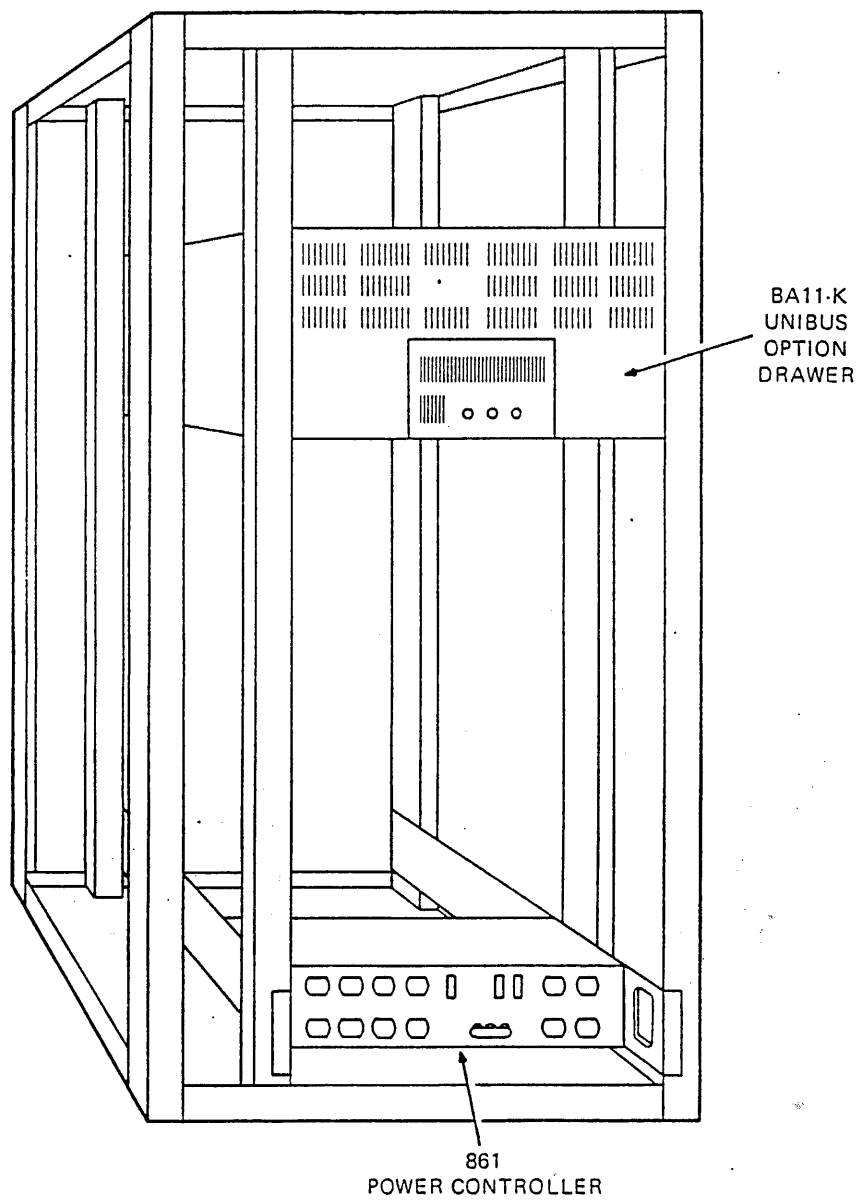 BA11-K
UNIBUS
OPTION
DRAWER
861
POWER CONTROLLER